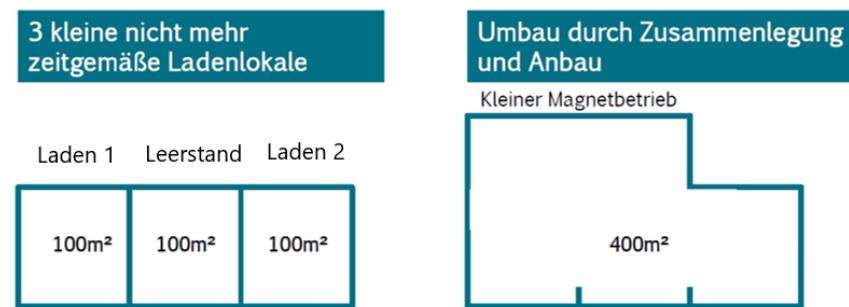 3 kleine nicht mehr
zeitgemäße Ladenlokale
Laden 1 Leerstand Laden 2
100m² 100m² 100m²
Umbau durch Zusammenlegung
und Anbau
Kleiner Magnetbetrieb
400m²